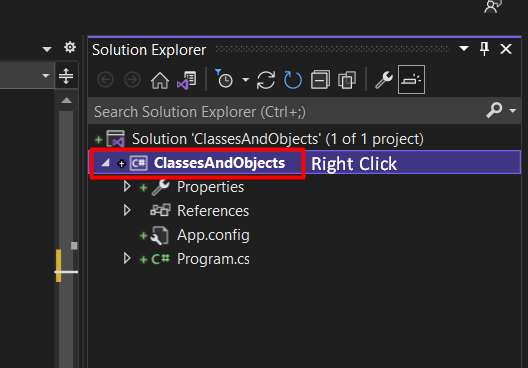 Solution Explorer
Search Solution Explorer (Ctrl+;)
Solution 'ClassesAndObjects' (1 of 1 project)
C# ClassesAndObjects Right Click
Properties
References
App.config
C# Program.cs